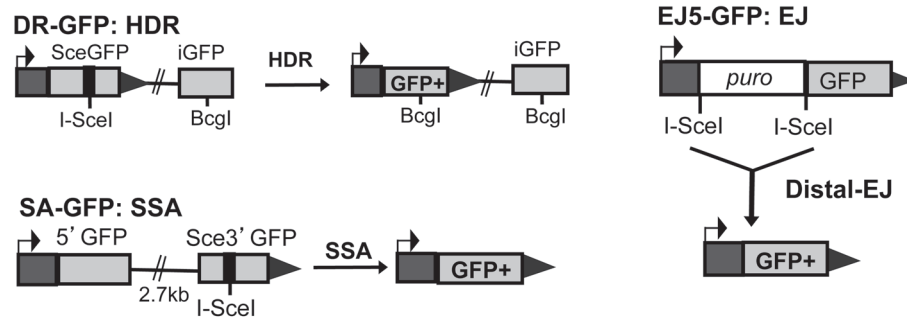 DR-GFP: HDR
SceGFP
iGFP
I-SceI
BcgI
HDR
GFP+
iGFP
BcgI
BcgI
EJ5-GFP: EJ
puro
GFP
I-SceI
I-SceI
Distal-EJ
GFP+
SA-GFP: SSA
5' GFP
Sce3' GFP
2.7kb
I-SceI
SSA
GFP+